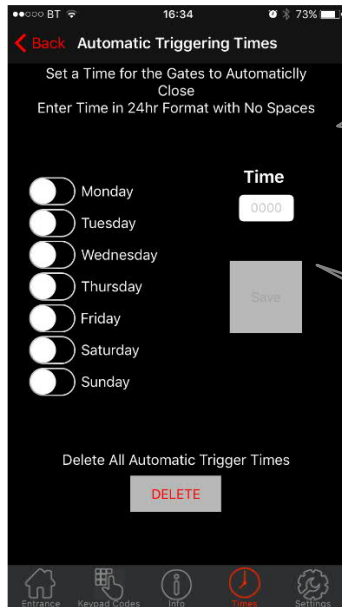 BT 16:34 73%
Back Automatic Triggering Times
Set a Time for the Gates to Automaticlly
Close
Enter Time in 24hr Format with No Spaces
Time
0000
Monday
Tuesday
Wednesday
Thursday
Friday
Saturday
Sunday
Save
Delete All Automatic Trigger Times
DELETE
Entrance Keypad Codes Info Times Settings